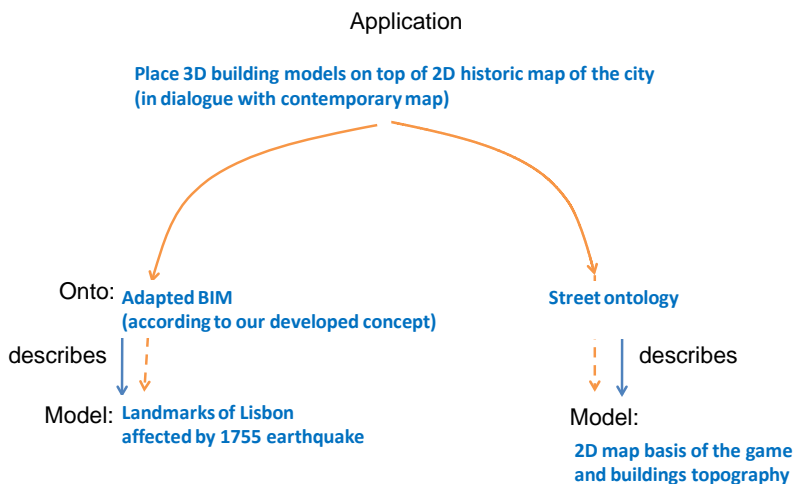 Application
Place 3D building models on top of 2D historic map of the city
(in dialogue with contemporary map)
Onto:
Adapted BIM
(according to our developed concept)
Street ontology
describes
describes
Model:
Landmarks of Lisbon
affected by 1755 earthquake
Model:
2D map basis of the game
and buildings topography